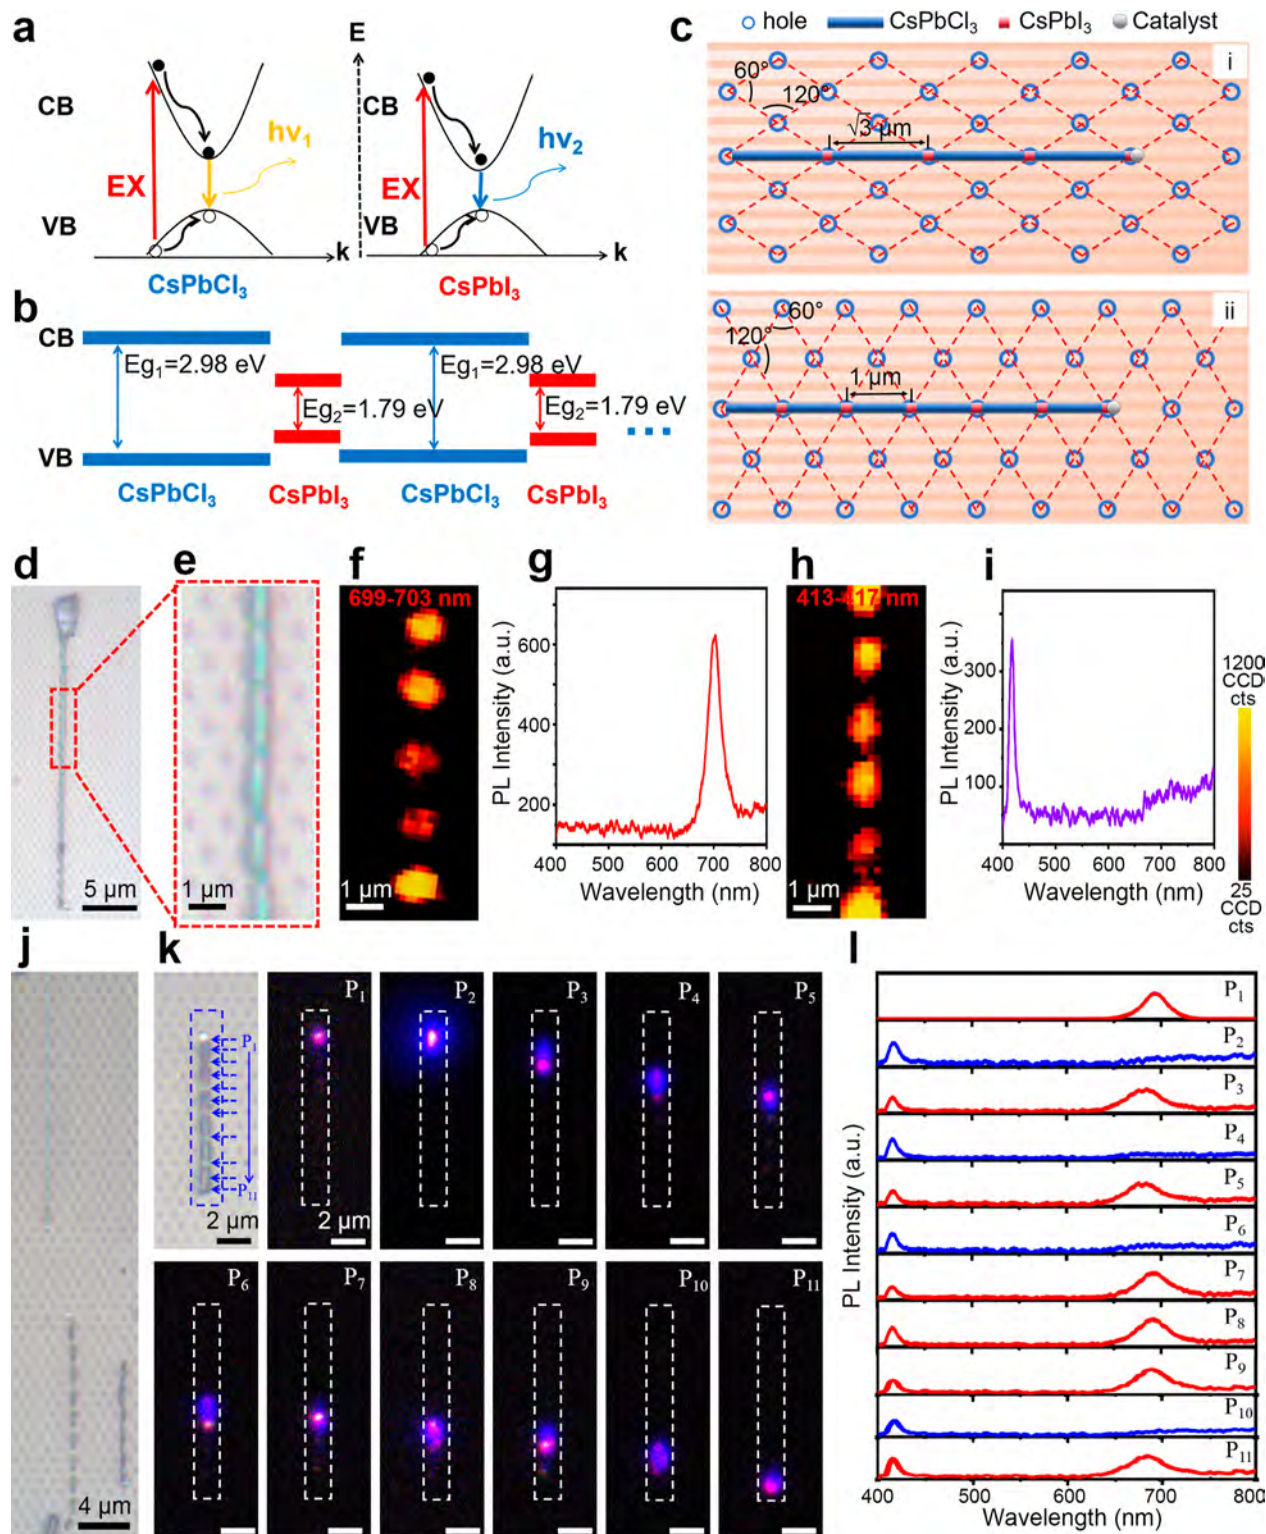 a
E
CB
CB
hν₁
hν₂
EX
EX
VB
VB
k
k
CsPbCl₃
CsPbI₃
b
CB
Eg₁=2.98 eV
Eg₁=2.98 eV
Eg₂=1.79 eV
Eg₂=1.79 eV
VB
CsPbCl₃
CsPbI₃
CsPbCl₃
CsPbI₃
c
hole
CsPbCl₃
CsPbI₃
Catalyst
i
60°
120°
√3 μm
ii
60°
120°
1 μm
d
5 μm
e
1 μm
f
699-703 nm
1 μm
g
PL Intensity (a.u.)
600
400
200
400 500 600 700 800
Wavelength (nm)
h
413-417 nm
1 μm
i
PL Intensity (a.u.)
300
200
100
400 500 600 700 800
Wavelength (nm)
1200
CCD
cts
25
CCD
cts
j
4 μm
k
P₁
P₁₁
2 μm
P₁
2 μm
P₂
P₃
P₄
P₅
P₆
P₇
P₈
P₉
P₁₀
P₁₁
l
PL Intensity (a.u.)
P₁
P₂
P₃
P₄
P₅
P₆
P₇
P₈
P₉
P₁₀
P₁₁
400 500 600 700 800
Wavelength (nm)